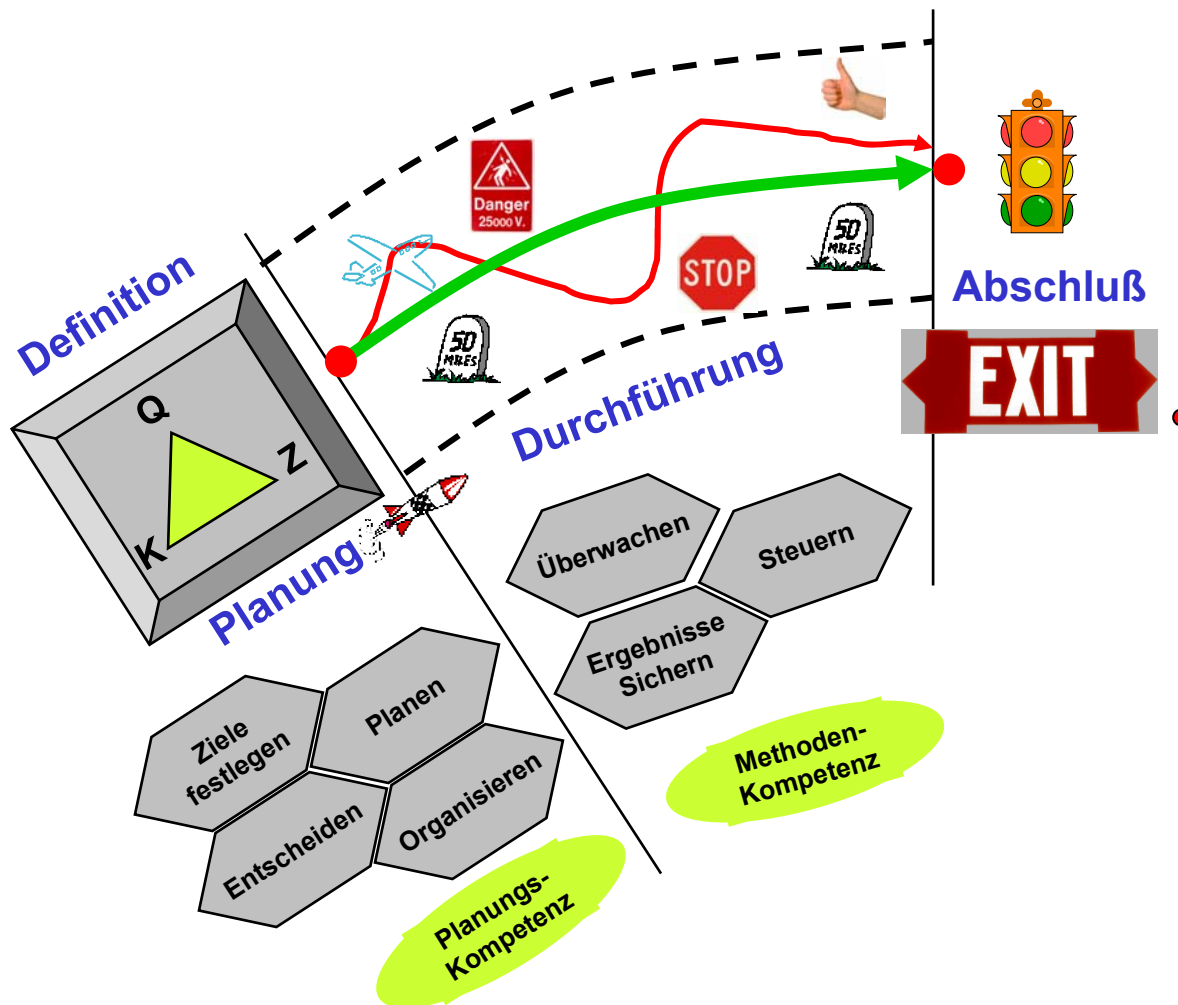 Definition
Q
Z
K
Planung
Danger
25000 V.
50
MILES
STOP
50
MILES
Durchführung
Abschluß
EXIT
Überwachen
Steuern
Ergebnisse
Sichern
Ziele
festlegen
Planen
Entscheiden
Organisieren
Methoden-
Kompetenz
Planungs-
Kompetenz